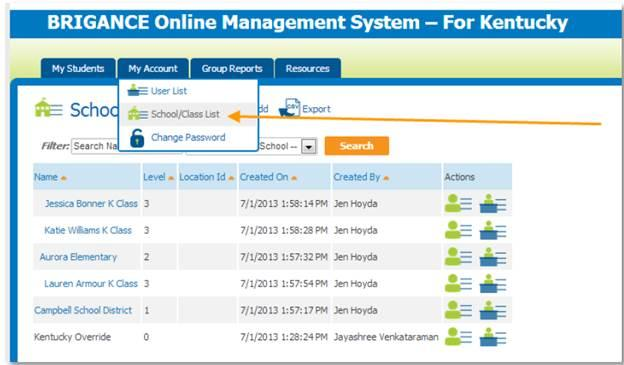 BRIGANCE Online Management System – For Kentucky
My Students My Account Group Reports Resources
User List
School/Class List
Change Password
Schoo dd Export
Filter: Search Na School -- Search
Name Level Location Id Created On Created By Actions
Jessica Bonner K Class 3 7/1/2013 1:58:14 PM Jen Hoyda
Katie Williams K Class 3 7/1/2013 1:58:28 PM Jen Hoyda
Aurora Elementary 2 7/1/2013 1:57:32 PM Jen Hoyda
Lauren Armour K Class 3 7/1/2013 1:57:54 PM Jen Hoyda
Campbell School District 1 7/1/2013 1:57:17 PM Jen Hoyda
Kentucky Override 0 7/1/2013 1:28:24 PM Jayashree Venkataraman